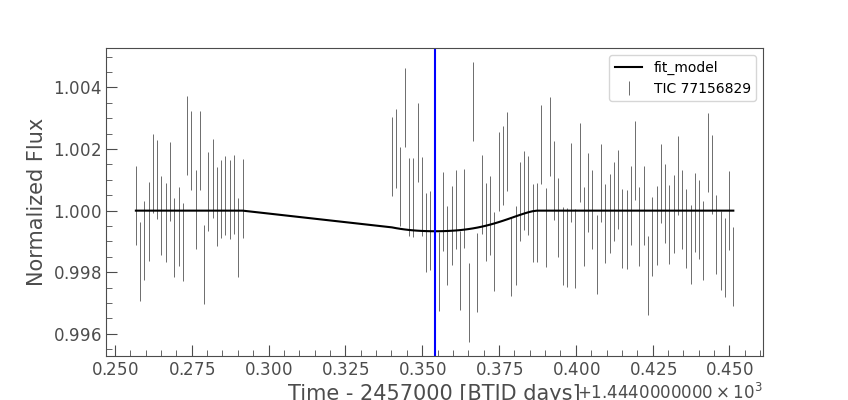 fit_model
TIC 77156829
Normalized Flux
1.004
1.002
1.000
0.998
0.996
0.250 0.275 0.300 0.325 0.350 0.375 0.400 0.425 0.450
Time - 2457000 [BTJD days]
+1.4440000000 × 10³